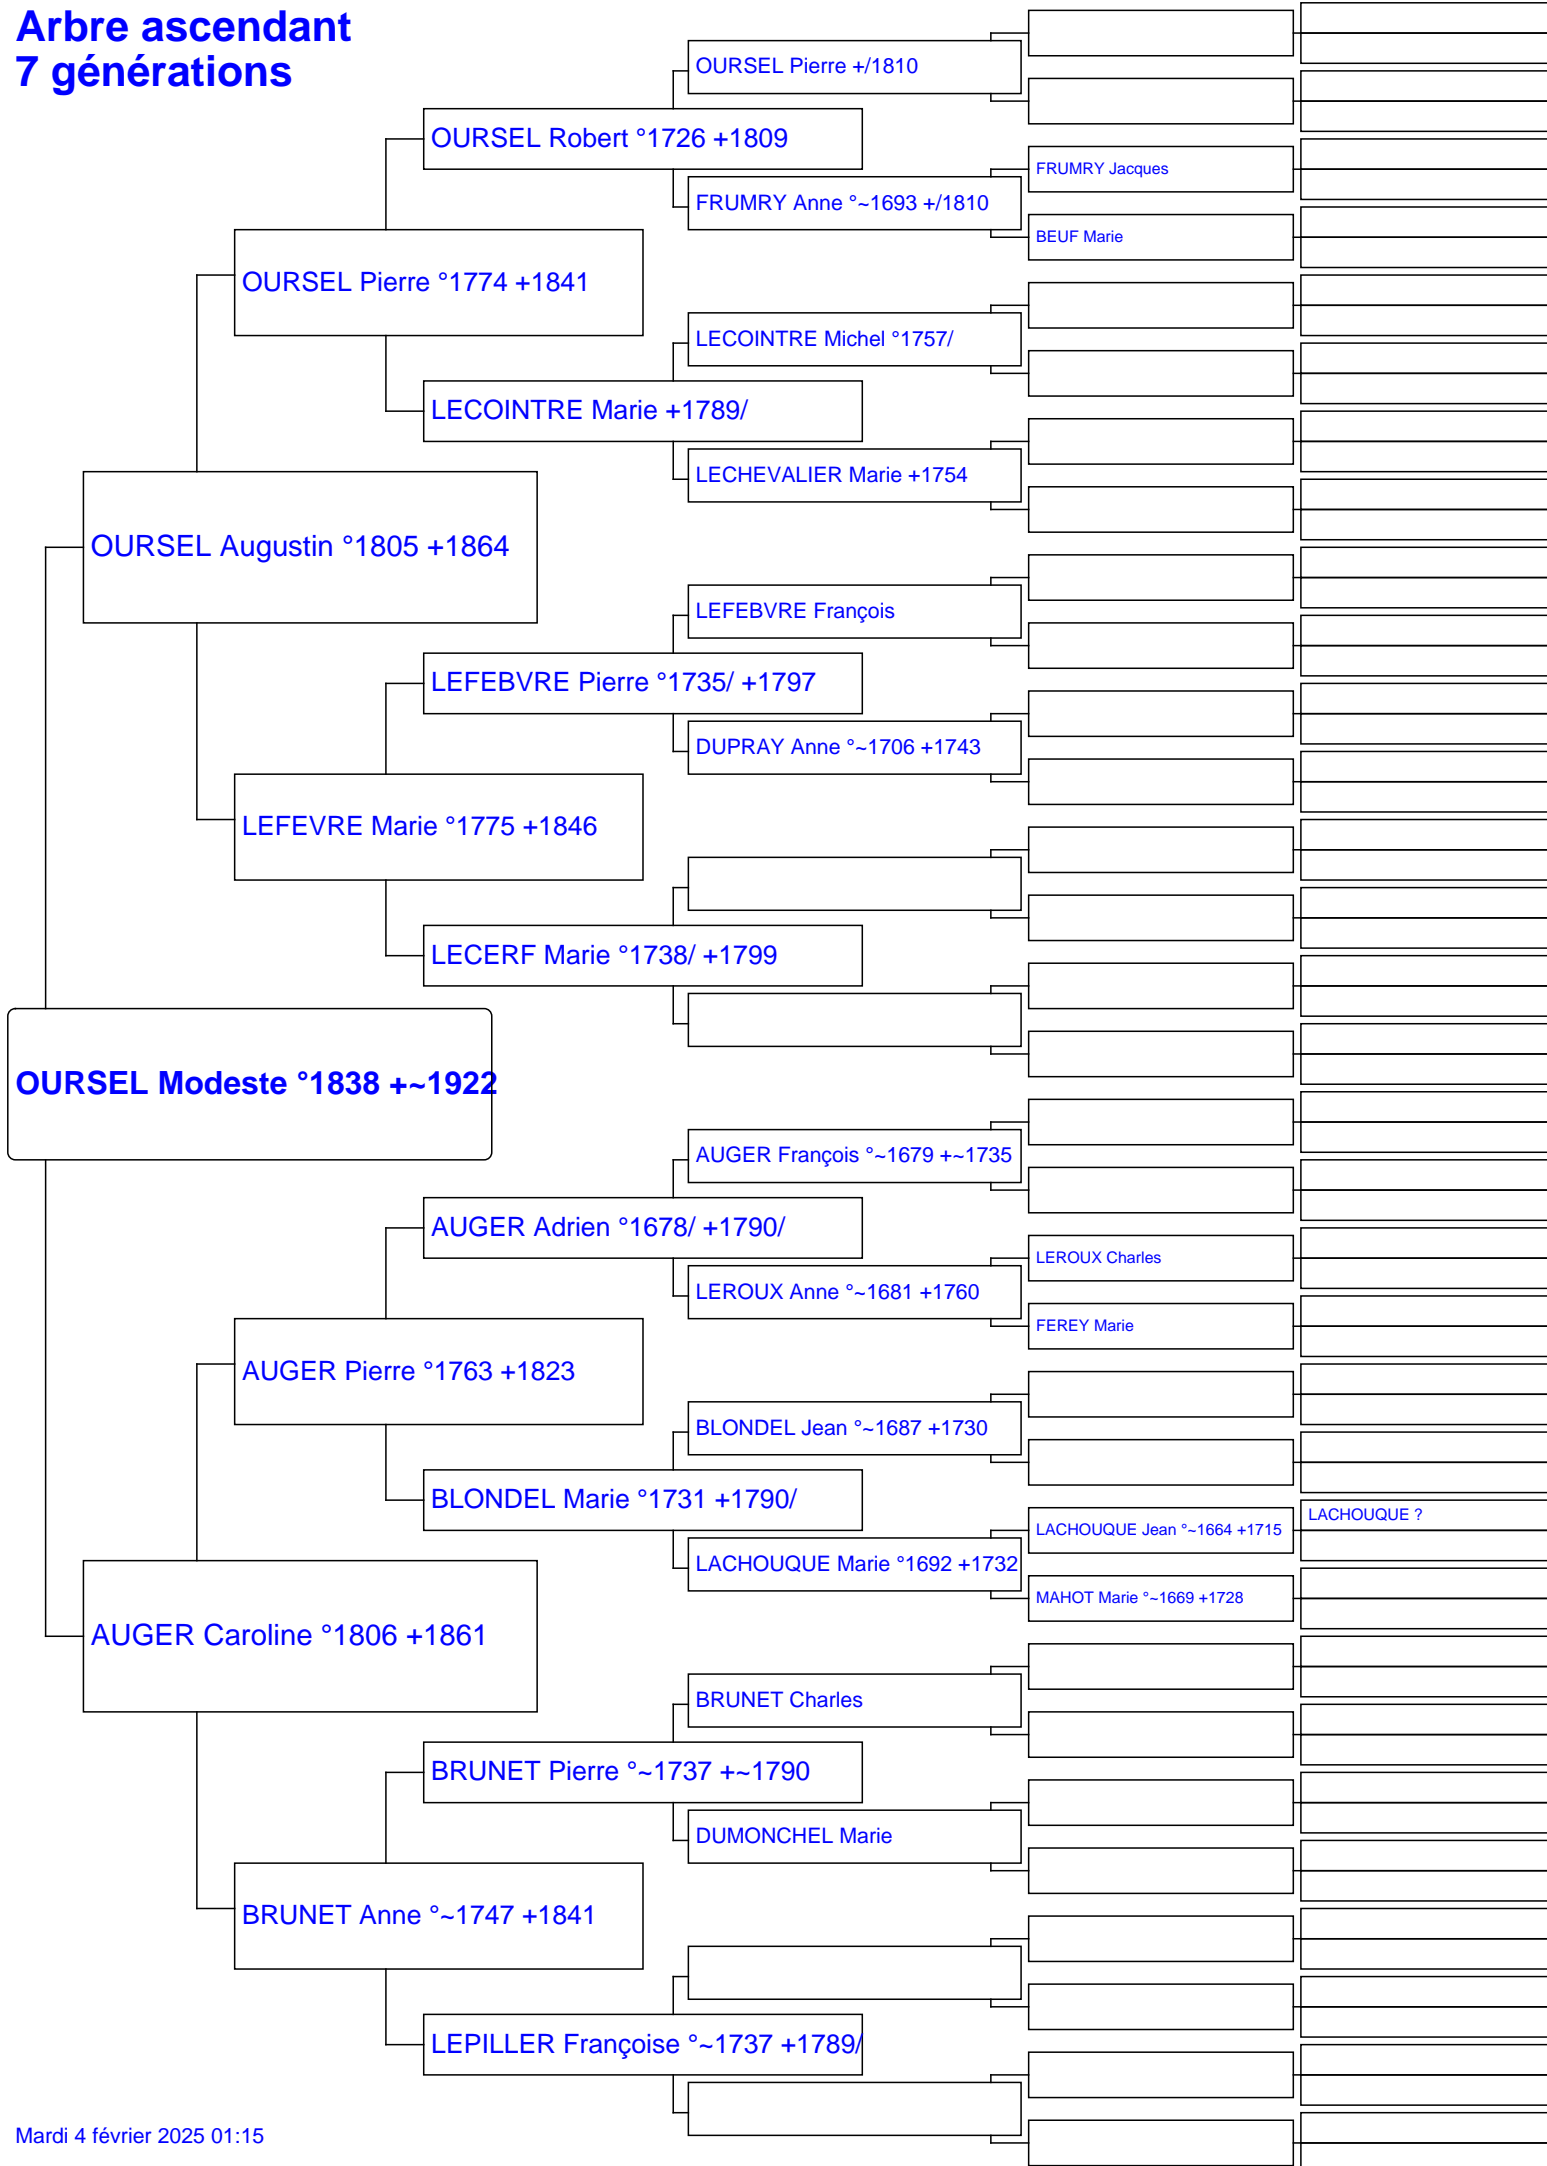 Arbre ascendant
7 générations
OURSEL Pierre +/1810
OURSEL Robert °1726 +1809
FRUMRY Jacques
FRUMRY Anne °~1693 +/1810
BEUF Marie
OURSEL Pierre °1774 +1841
LECOINTRE Michel °1757/
LECOINTRE Marie +1789/
LECHEVALIER Marie +1754
OURSEL Augustin °1805 +1864
LEFEBVRE François
LEFEBVRE Pierre °1735/ +1797
DUPRAY Anne °~1706 +1743
LEFEVRE Marie °1775 +1846
LECERF Marie °1738/ +1799
OURSEL Modeste °1838 +~1922
AUGER François °~1679 +~1735
AUGER Adrien °1678/ +1790/
LEROUX Charles
LEROUX Anne °~1681 +1760
FEREY Marie
AUGER Pierre °1763 +1823
BLONDEL Jean °~1687 +1730
BLONDEL Marie °1731 +1790/
LACHOUQUE ?
LACHOUQUE Jean °~1664 +1715
LACHOUQUE Marie °1692 +1732
MAHOT Marie °~1669 +1728
AUGER Caroline °1806 +1861
BRUNET Charles
BRUNET Pierre °~1737 +~1790
DUMONCHEL Marie
BRUNET Anne °~1747 +1841
LEPILLER Françoise °~1737 +1789/
Mardi 4 février 2025 01:15